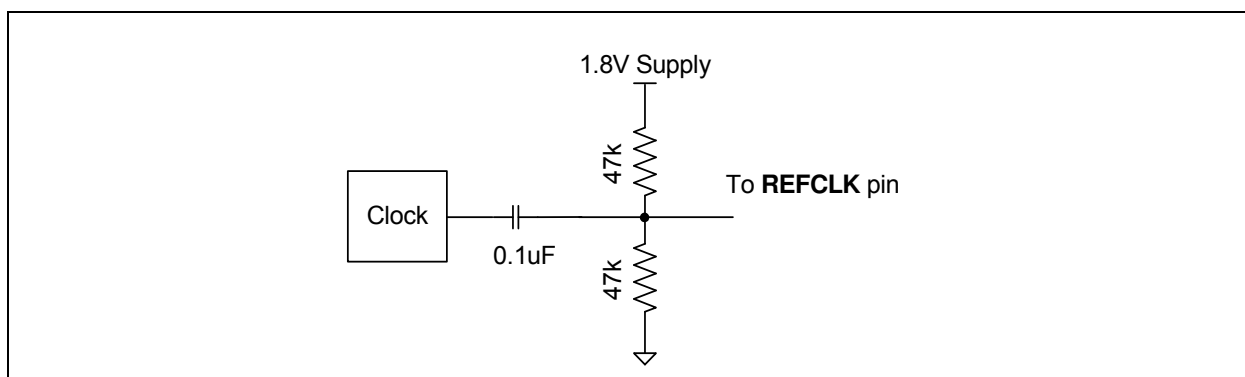 1.8V Supply
47k
To REFCLK pin
Clock
0.1uF
47k